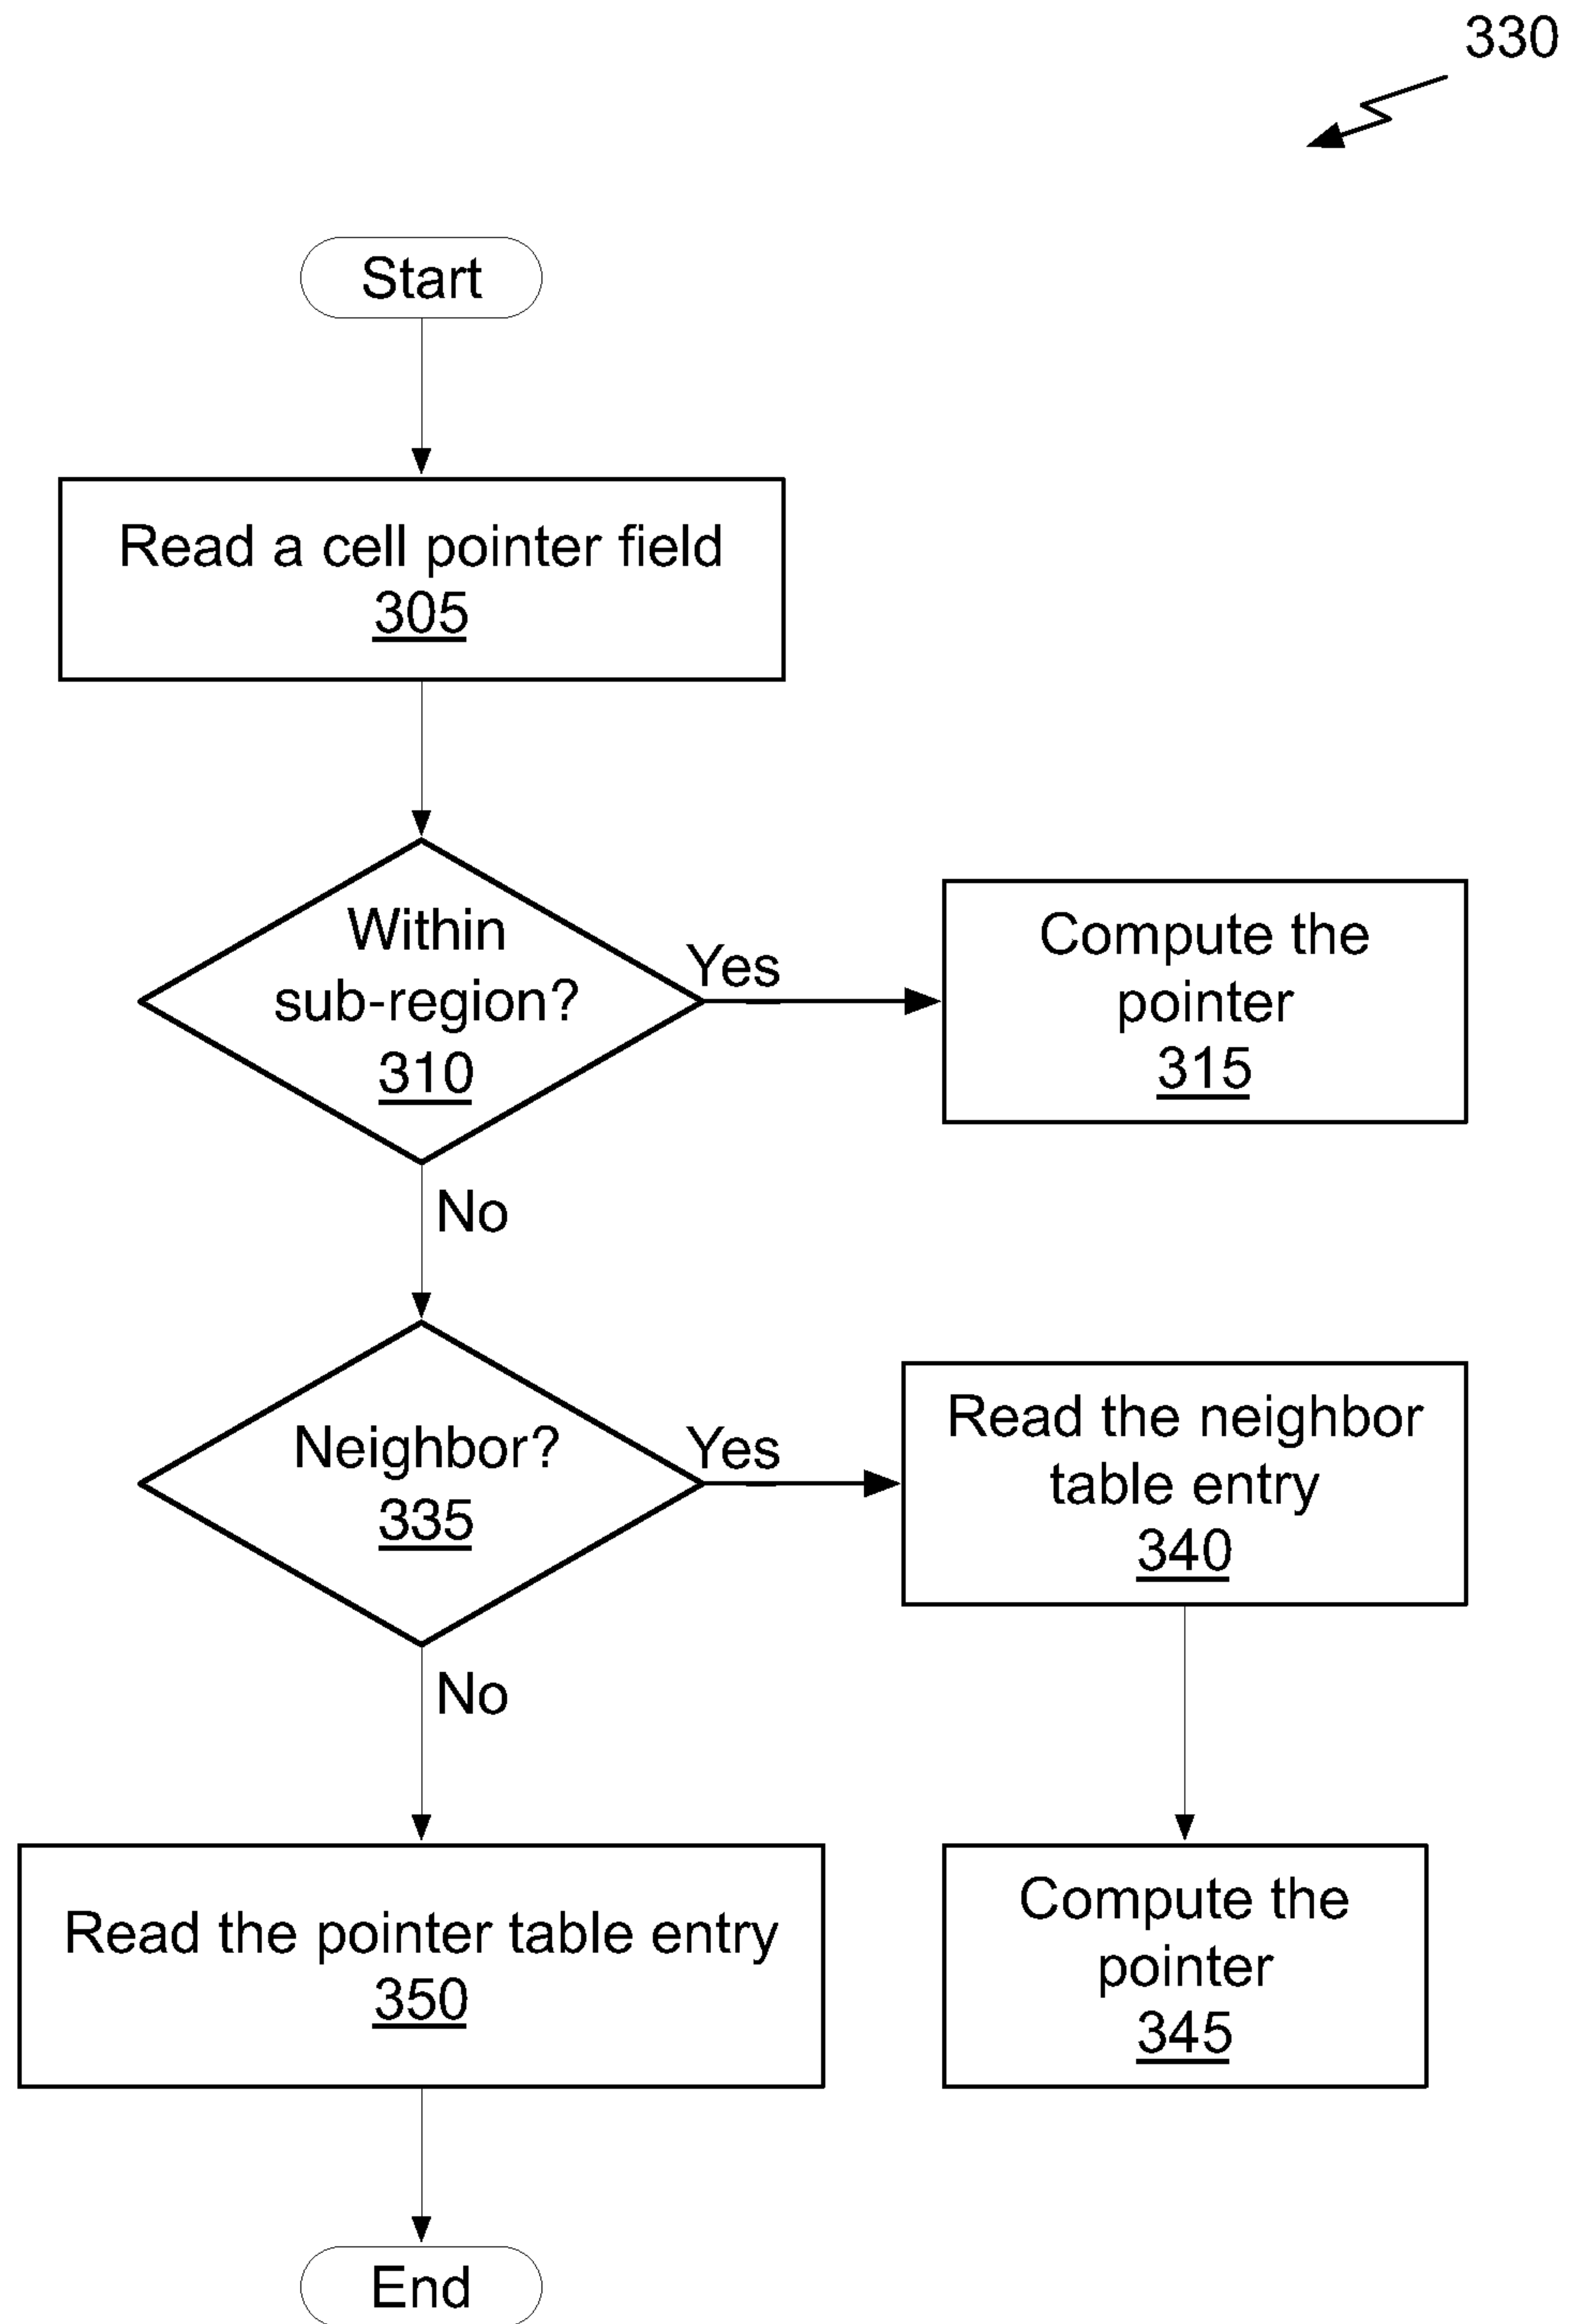 330
Start
Read a cell pointer field
305
Within
sub-region?
310
Yes
Compute the
pointer
315
No
Neighbor?
335
Yes
Read the neighbor
table entry
340
No
Read the pointer table entry
350
Compute the
pointer
345
End